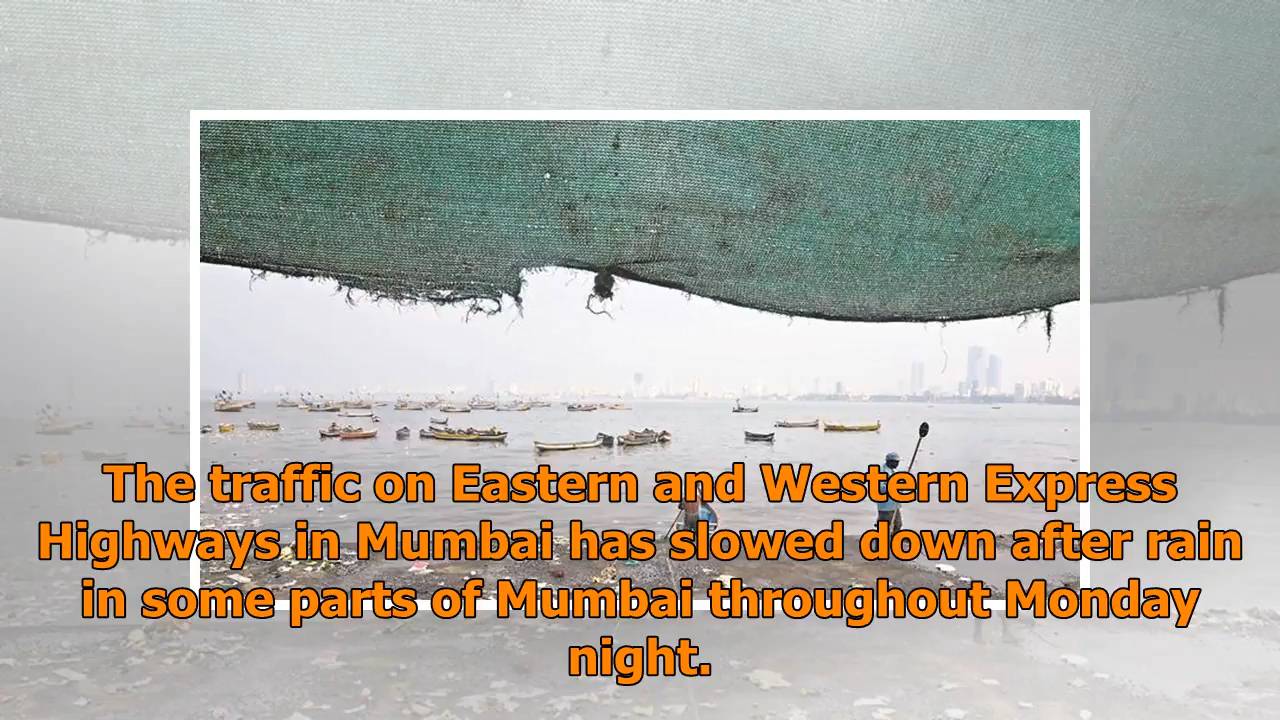 The traffic on Eastern and Western Express
Highways in Mumbai has slowed down after rain
in some parts of Mumbai throughout Monday
night.